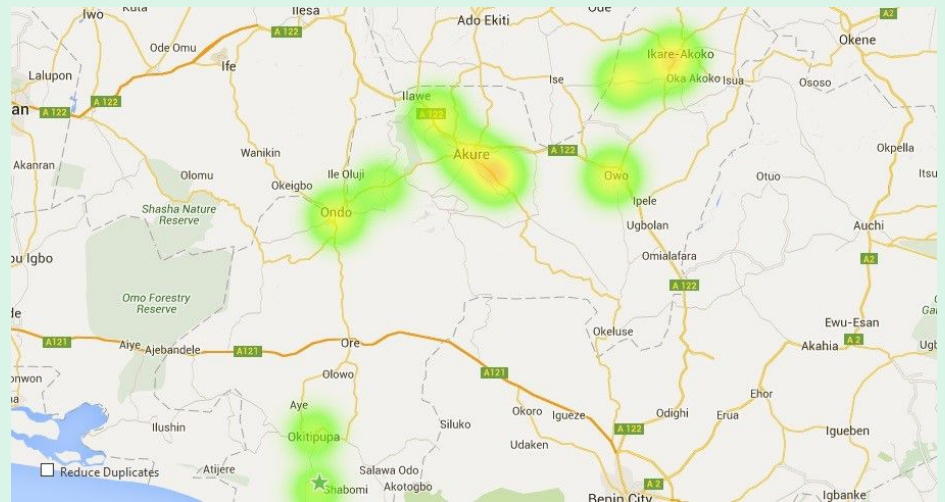 Iwo
Kuta
Ilesa
A 122
Ado Ekiti
Ode
A2
Okene
Ode Omu
Ife
Ikare-Akoko
Lalupon
A 122
an
A 122
Ilawe
A 122
Ise
Oka Akoko
Isua
Ososo
Akanran
Wanikin
Akure
A 122
Okpella
Olomu
Okeigbo
Ile Oluji
Owo
Otuo
Itsu
Shasha Nature
Reserve
Ondo
Ipele
Ugbolan
Auchi
ou Igbo
Omialafara
A2
Omo Forestry
Reserve
A 122
de
Aiye
A121
Ajebandele
A121
Ore
Okeluse
Ewu-Esan
A 2
Akahia
Ugb
onwon
Olowo
A121
Ehor
Aye
Okoro
Igueze
Odighi
Erua
Ilushin
Okitipupa
Siluko
A 122
Igueben
Udaken
Reduce Duplicates
Atijere
Salawa Odo
Shabomi
Akotogbo
A 2
Benin City
Igbanke